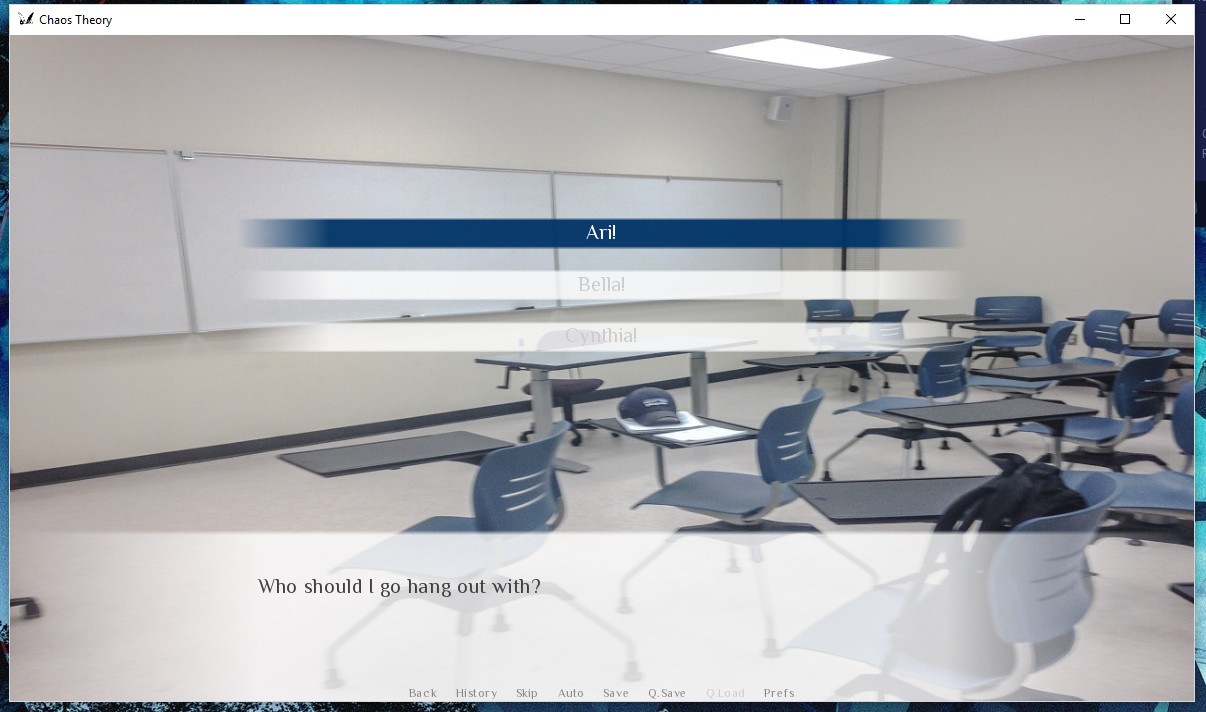 Chaos Theory
Ari!
Bella!
Cynthia!
Who should I go hang out with?
Back History Skip Auto Save Q.Save Q.Load Prefs